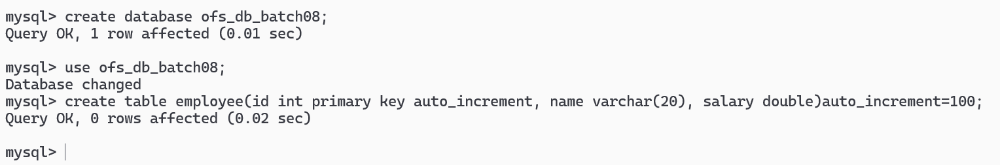 mysql> create database ofs_db_batch08;
Query OK, 1 row affected (0.01 sec)
mysql> use ofs_db_batch08;
Database changed
mysql> create table employee(id int primary key auto_increment, name varchar(20), salary double)auto_increment=100;
Query OK, 0 rows affected (0.02 sec)
mysql>